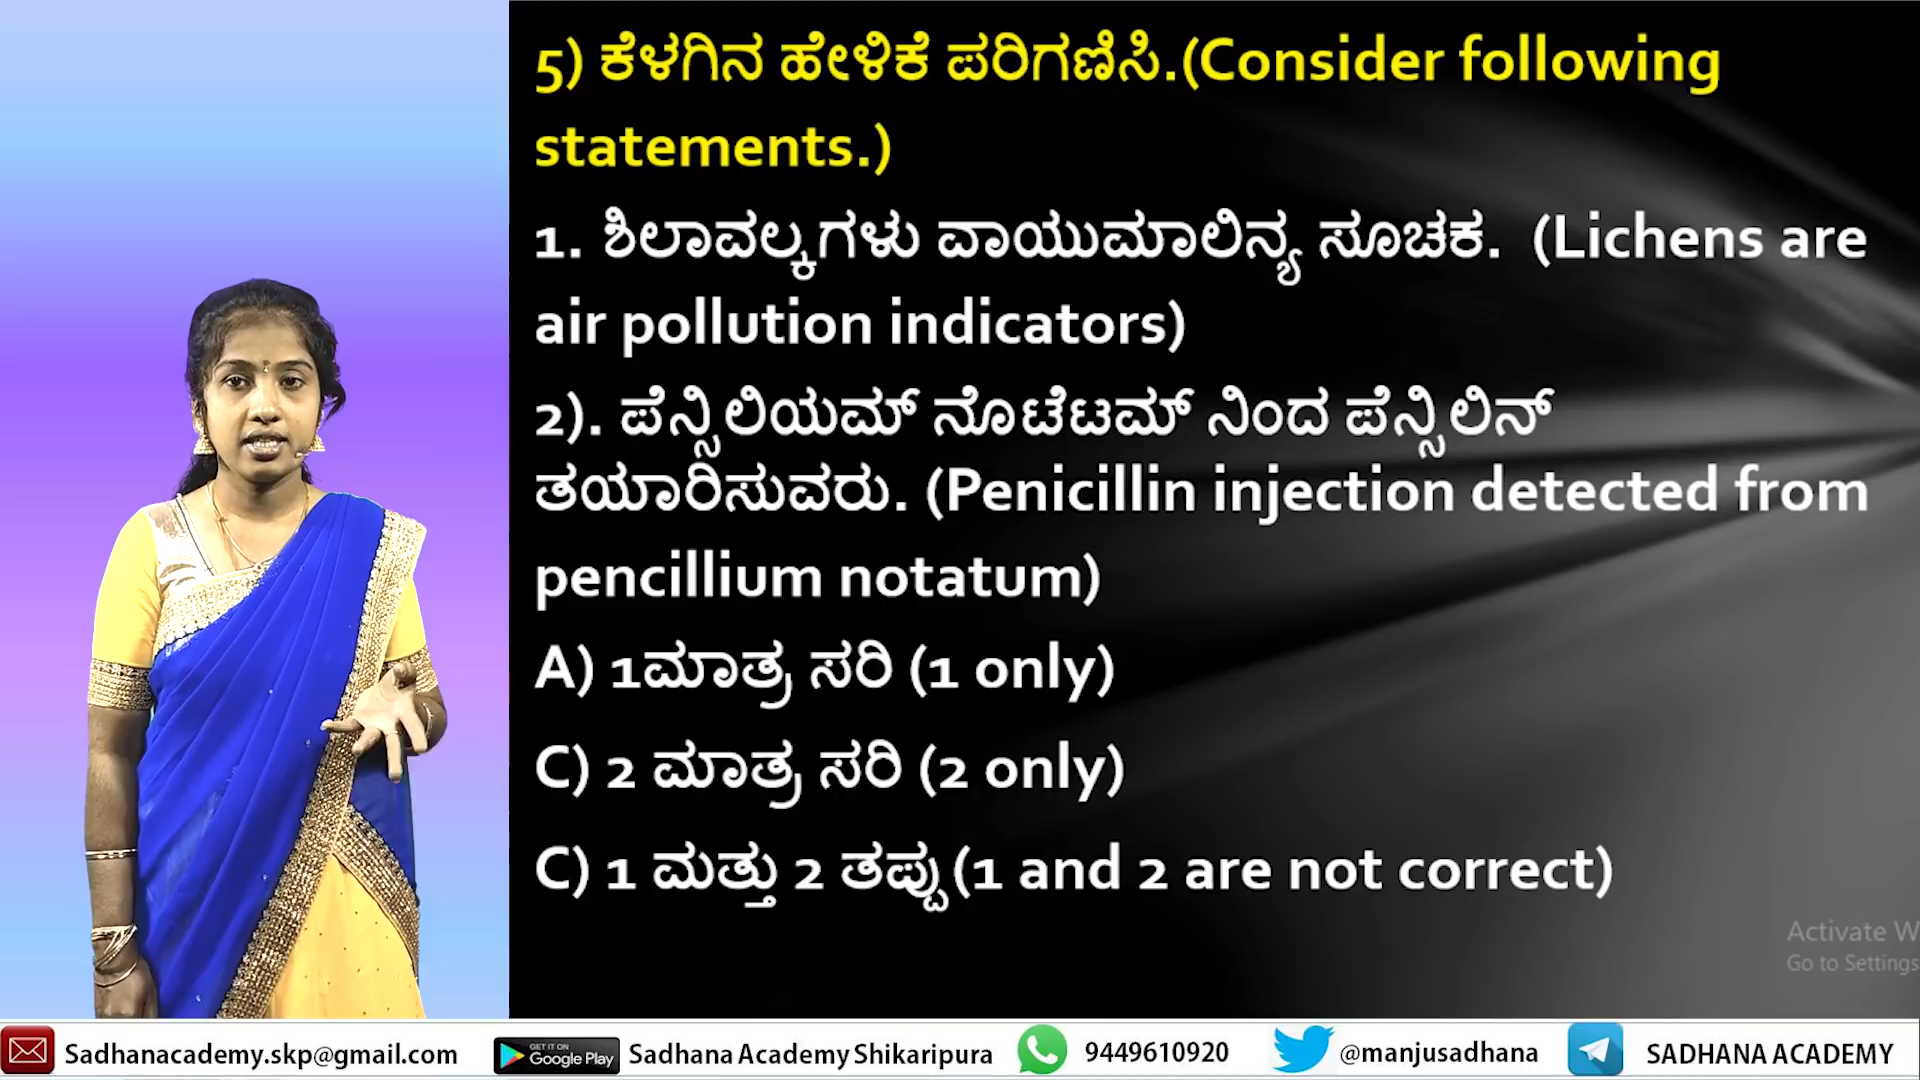 5) ಕೆಳಗಿನ ಹೇಳಿಕೆ ಪರಿಗಣಿಸಿ.(Consider following
statements.)
1. ಶಿಲಾವಲ್ಕಗಳು ವಾಯುಮಾಲಿನ್ಯ ಸೂಚಕ. (Lichens are
air pollution indicators)
2). ಪೆನ್ಸಿಲಿಯಮ್ ನೊಟೆಟಮ್ ನಿಂದ ಪೆನ್ಸಿಲಿನ್
ತಯಾರಿಸುವರು. (Penicillin injection detected from
pencillium notatum)
A) 1ಮಾತ್ರ ಸರಿ (1 only)
C) 2 ಮಾತ್ರ ಸರಿ (2 only)
C) 1 ಮತ್ತು 2 ತಪ್ಪು(1 and 2 are not correct)
Activate W
Go to Settings
Sadhanacademy.skp@gmail.com GET IT ON Google Play Sadhana Academy Shikaripura 9449610920 @manjusadhana SADHANA ACADEMY